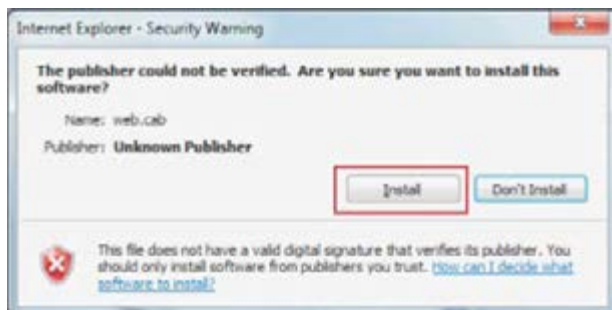 Internet Explorer - Security Warning
The publisher could not be verified. Are you sure you want to install this
software?
Name: web.cab
Publisher: Unknown Publisher
Install Don't Install
This file does not have a valid digital signature that verifies its publisher. You
should only install software from publishers you trust. How can I decide what
software to install?